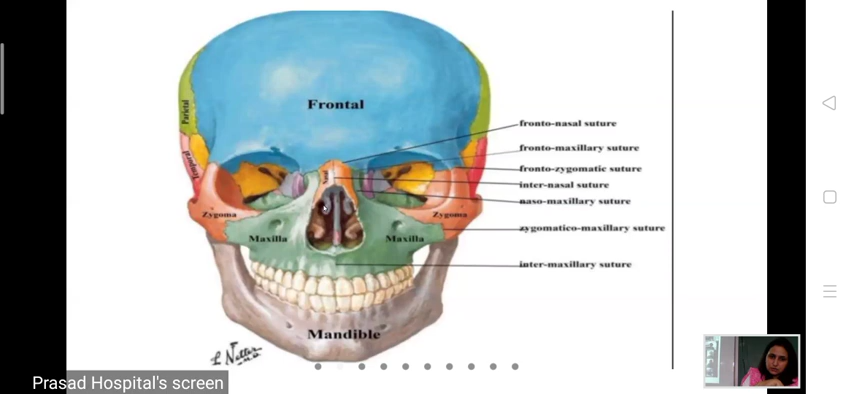 Frontal
Parietal
Temporal
Nasal
fronto-nasal suture
fronto-maxillary suture
fronto-zygomatic suture
inter-nasal suture
naso-maxillary suture
Zygoma
Zygoma
zygomatico-maxillary suture
Maxilla
Maxilla
inter-maxillary suture
Mandible
Prasad Hospital's screen